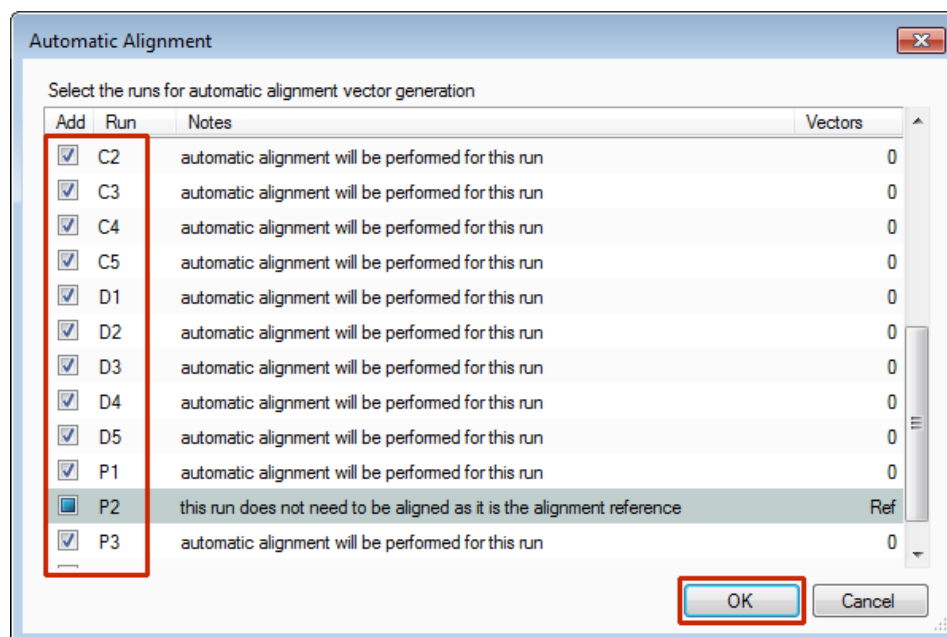 Automatic Alignment
Select the runs for automatic alignment vector generation
Add Run Notes Vectors
C2 automatic alignment will be performed for this run 0
C3 automatic alignment will be performed for this run 0
C4 automatic alignment will be performed for this run 0
C5 automatic alignment will be performed for this run 0
D1 automatic alignment will be performed for this run 0
D2 automatic alignment will be performed for this run 0
D3 automatic alignment will be performed for this run 0
D4 automatic alignment will be performed for this run 0
D5 automatic alignment will be performed for this run 0
P1 automatic alignment will be performed for this run 0
P2 this run does not need to be aligned as it is the alignment reference Ref
P3 automatic alignment will be performed for this run 0
OK Cancel